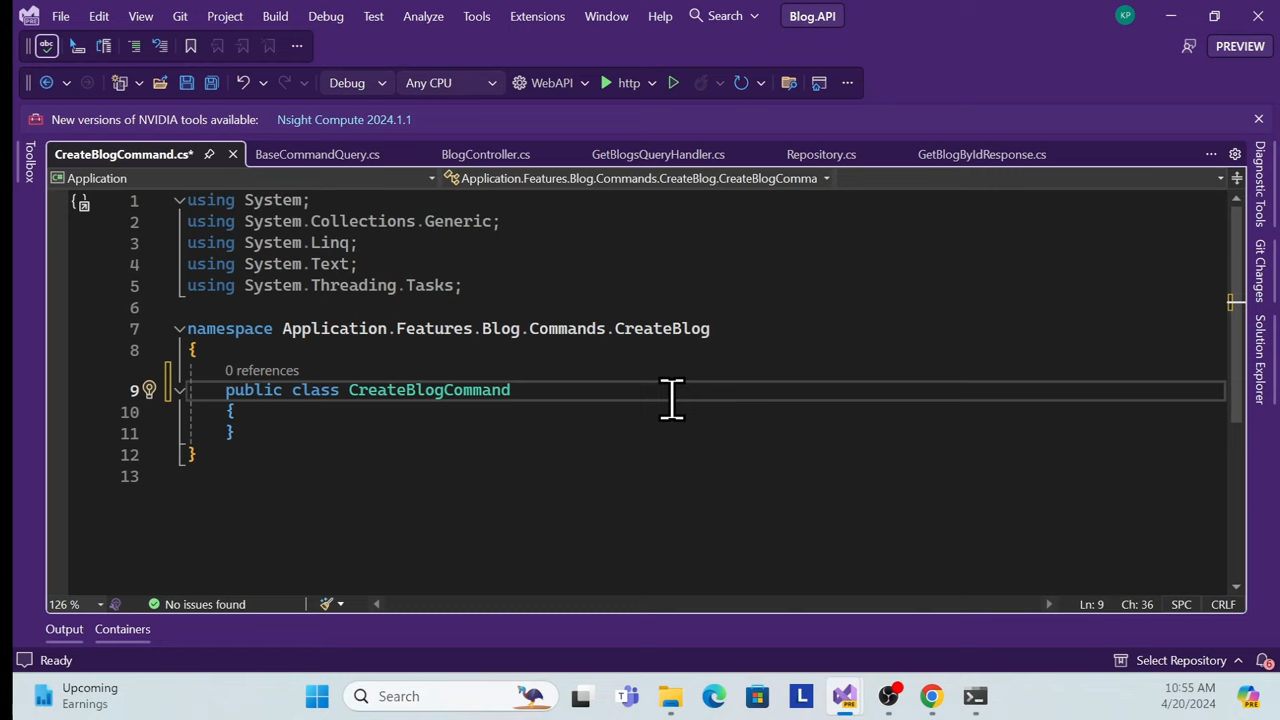 File Edit View Git Project Build Debug Test Analyze Tools Extensions Window Help Search Blog.API KP
abc PREVIEW
Debug Any CPU WebAPI http
New versions of NVIDIA tools available: Nsight Compute 2024.1.1
Toolbox
CreateBlogCommand.cs* BaseCommandQuery.cs BlogController.cs GetBlogsQueryHandler.cs Repository.cs GetBlogByIdResponse.cs
Application Application.Features.Blog.Commands.CreateBlog.CreateBlogComma
1 using System;
2 using System.Collections.Generic;
3 using System.Linq;
4 using System.Text;
5 using System.Threading.Tasks;
6
7 namespace Application.Features.Blog.Commands.CreateBlog
8 {
0 references
9 public class CreateBlogCommand
10 {
11 }
12 }
13
Diagnostic Tools
Git Changes
Solution Explorer
126 % No issues found Ln: 9 Ch: 36 SPC CRLF
Output Containers
Ready Select Repository 6
Upcoming
Earnings
Search
PRE
10:55 AM
4/20/2024
PRE